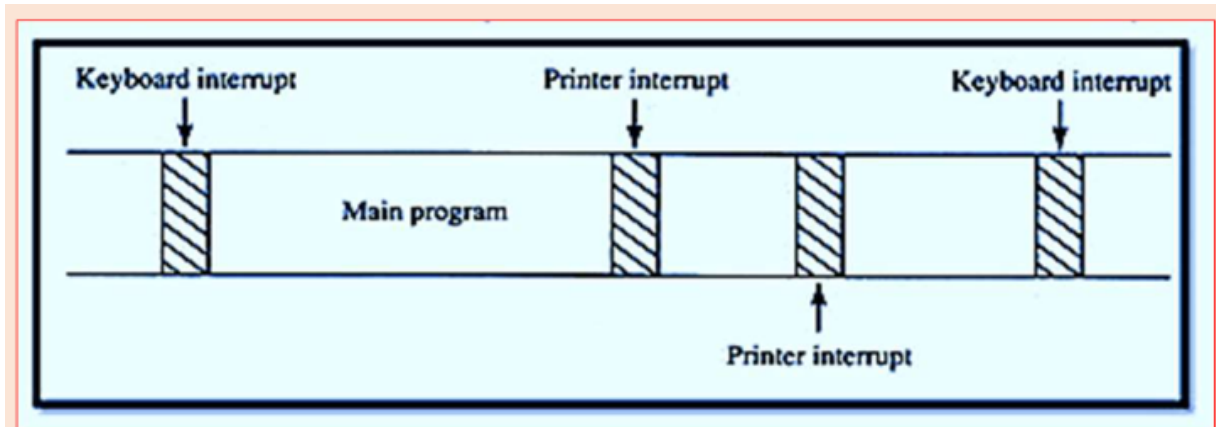 Keyboard interrupt
Printer interrupt
Keyboard interrupt
Main program
Printer interrupt